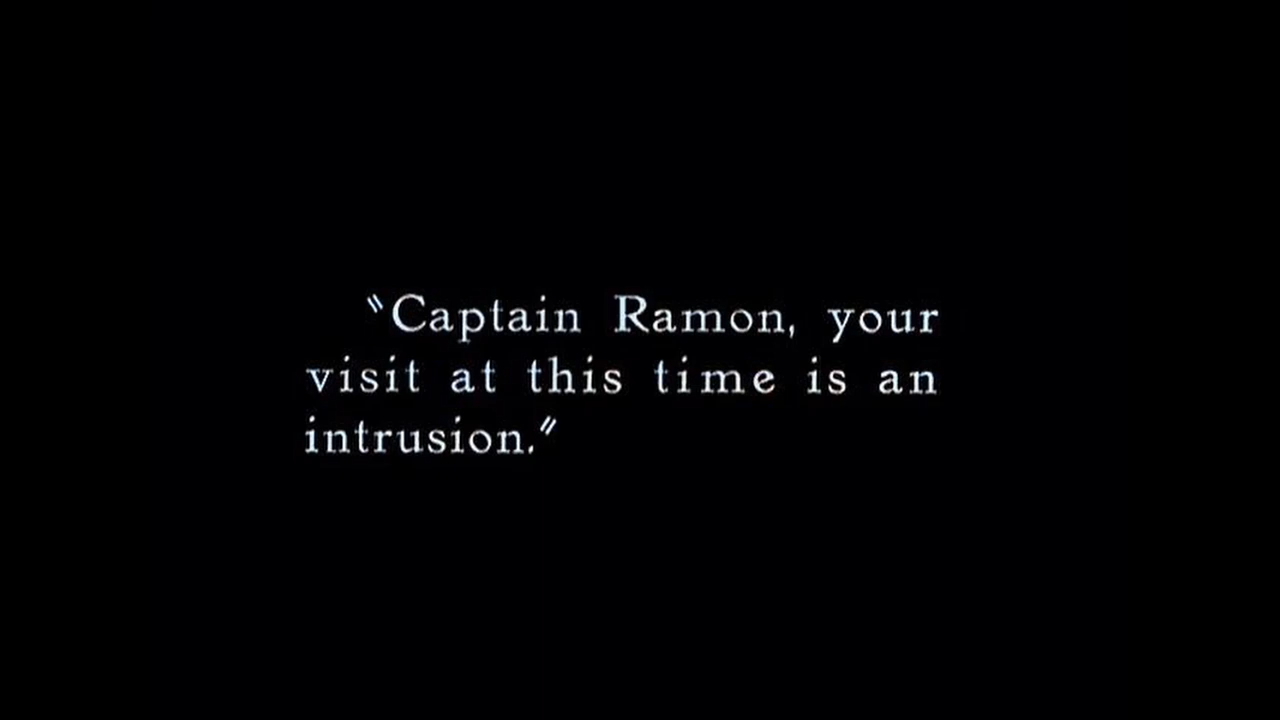 "Captain Ramon, your
visit at this time is an
intrusion."